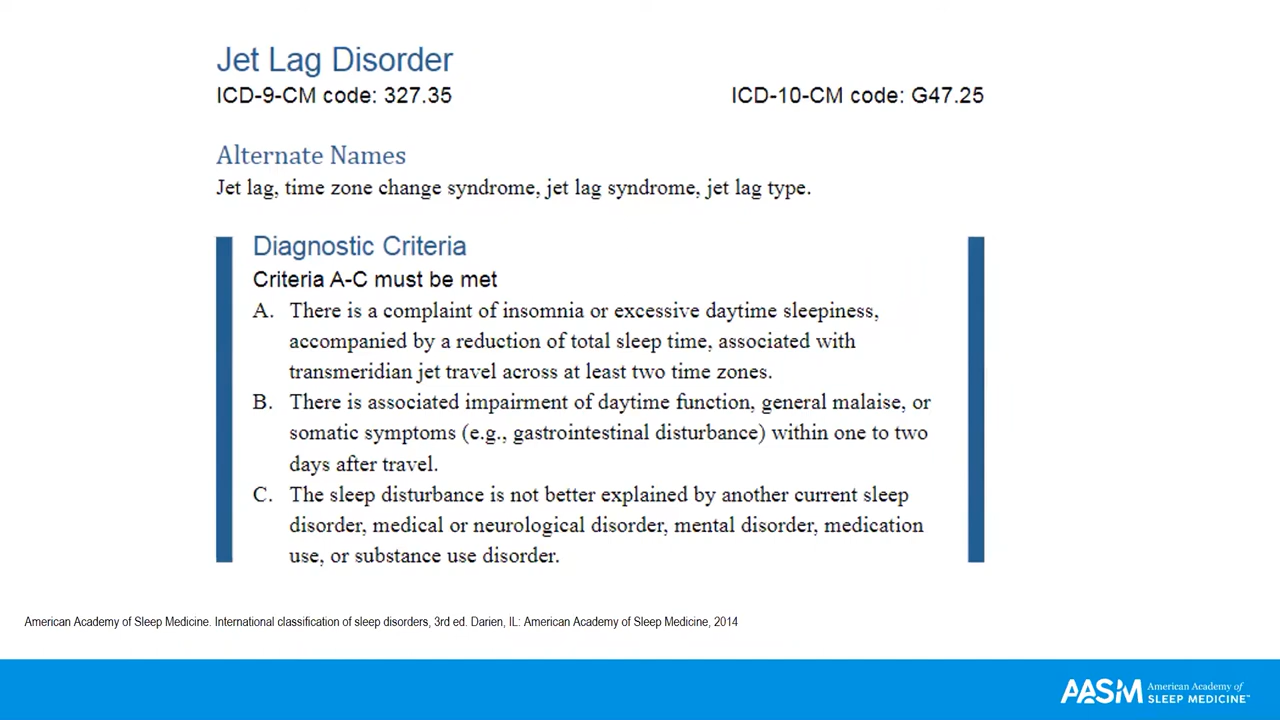 Jet Lag Disorder
ICD-9-CM code: 327.35 ICD-10-CM code: G47.25
Alternate Names
Jet lag, time zone change syndrome, jet lag syndrome, jet lag type.
Diagnostic Criteria
Criteria A-C must be met
A. There is a complaint of insomnia or excessive daytime sleepiness,
accompanied by a reduction of total sleep time, associated with
transmeridian jet travel across at least two time zones.
B. There is associated impairment of daytime function, general malaise, or
somatic symptoms (e.g., gastrointestinal disturbance) within one to two
days after travel.
C. The sleep disturbance is not better explained by another current sleep
disorder, medical or neurological disorder, mental disorder, medication
use, or substance use disorder.
American Academy of Sleep Medicine. International classification of sleep disorders, 3rd ed. Darien, IL: American Academy of Sleep Medicine, 2014
AASM American Academy of
SLEEP MEDICINE™